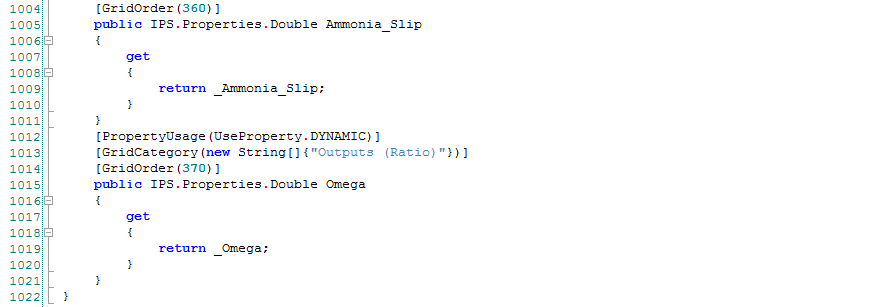 1004 [GridOrder(360)]
1005 public IPS.Properties.Double Ammonia_Slip
1006 {
1007 get
1008 {
1009 return _Ammonia_Slip;
1010 }
1011 }
1012 [PropertyUsage(UseProperty.DYNAMIC)]
1013 [GridCategory(new String[]{"Outputs (Ratio)"})]
1014 [GridOrder(370)]
1015 public IPS.Properties.Double Omega
1016 {
1017 get
1018 {
1019 return _Omega;
1020 }
1021 }
1022 }